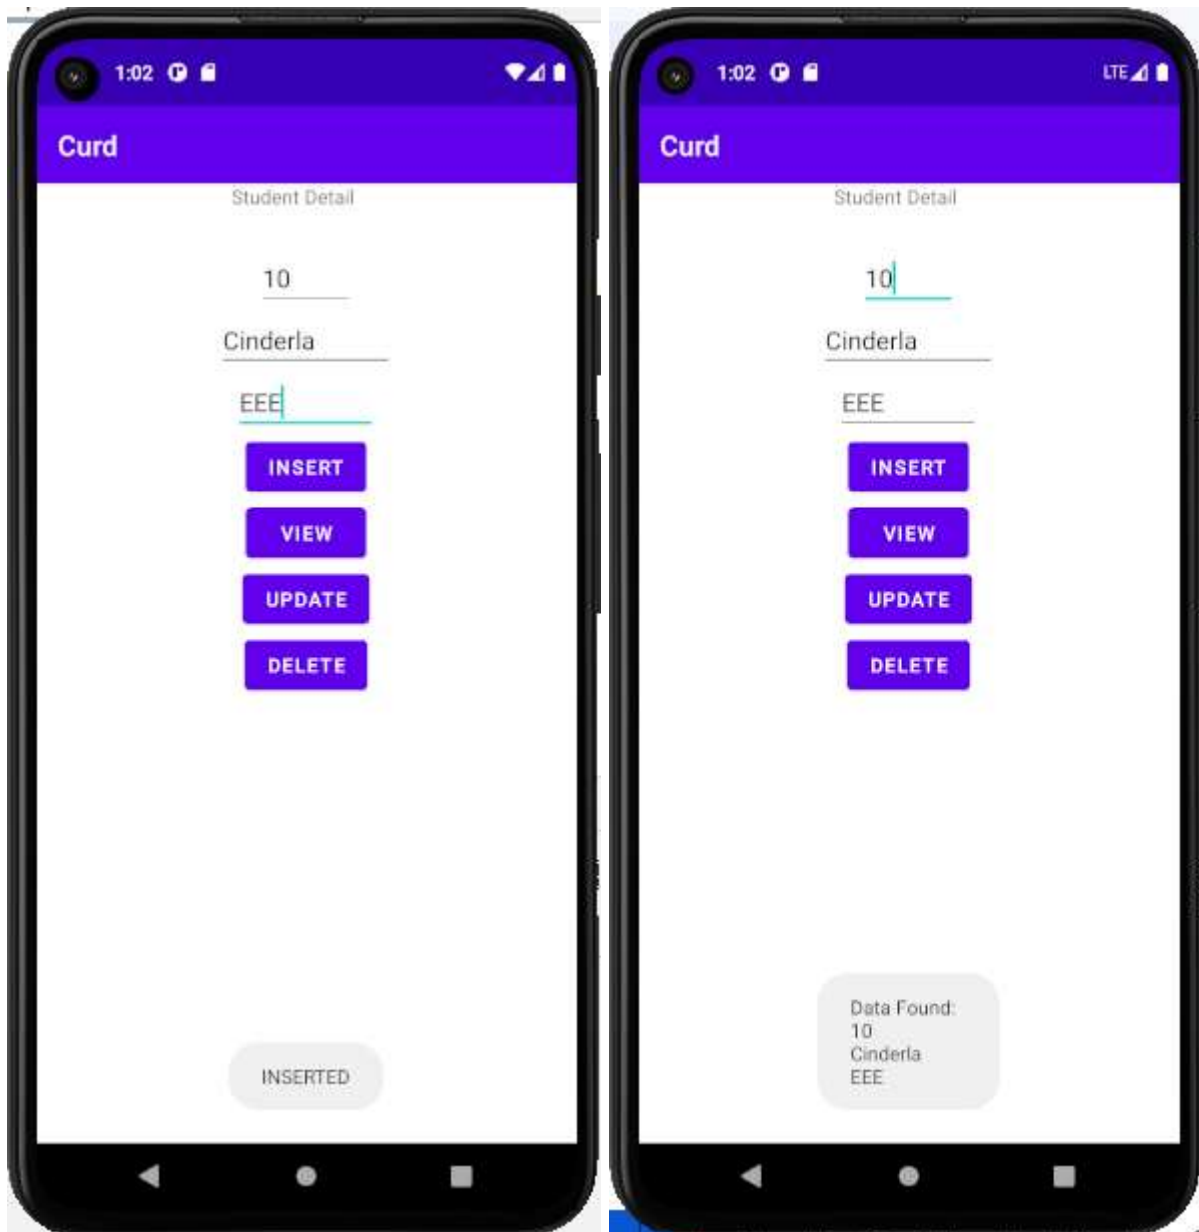 1:02
Curd
Student Detail
10
Cinderla
EEE
INSERT
VIEW
UPDATE
DELETE
INSERTED
1:02
LTE
Curd
Student Detail
10
Cinderla
EEE
INSERT
VIEW
UPDATE
DELETE
Data Found:
10
Cinderla
EEE